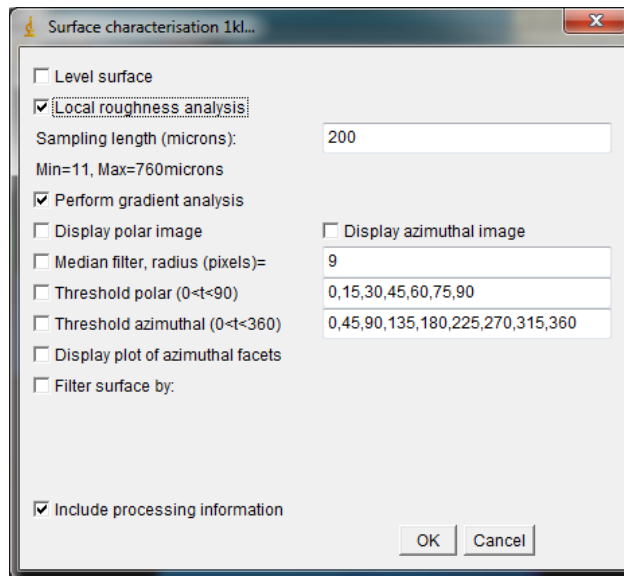 Surface characterisation 1kl...
Level surface
Local roughness analysis
Sampling length (microns): 200
Min=11, Max=760microns
Perform gradient analysis
Display polar image Display azimuthal image
Median filter, radius (pixels)= 9
Threshold polar (0<t<90) 0,15,30,45,60,75,90
Threshold azimuthal (0<t<360) 0,45,90,135,180,225,270,315,360
Display plot of azimuthal facets
Filter surface by:
Include processing information
OK Cancel